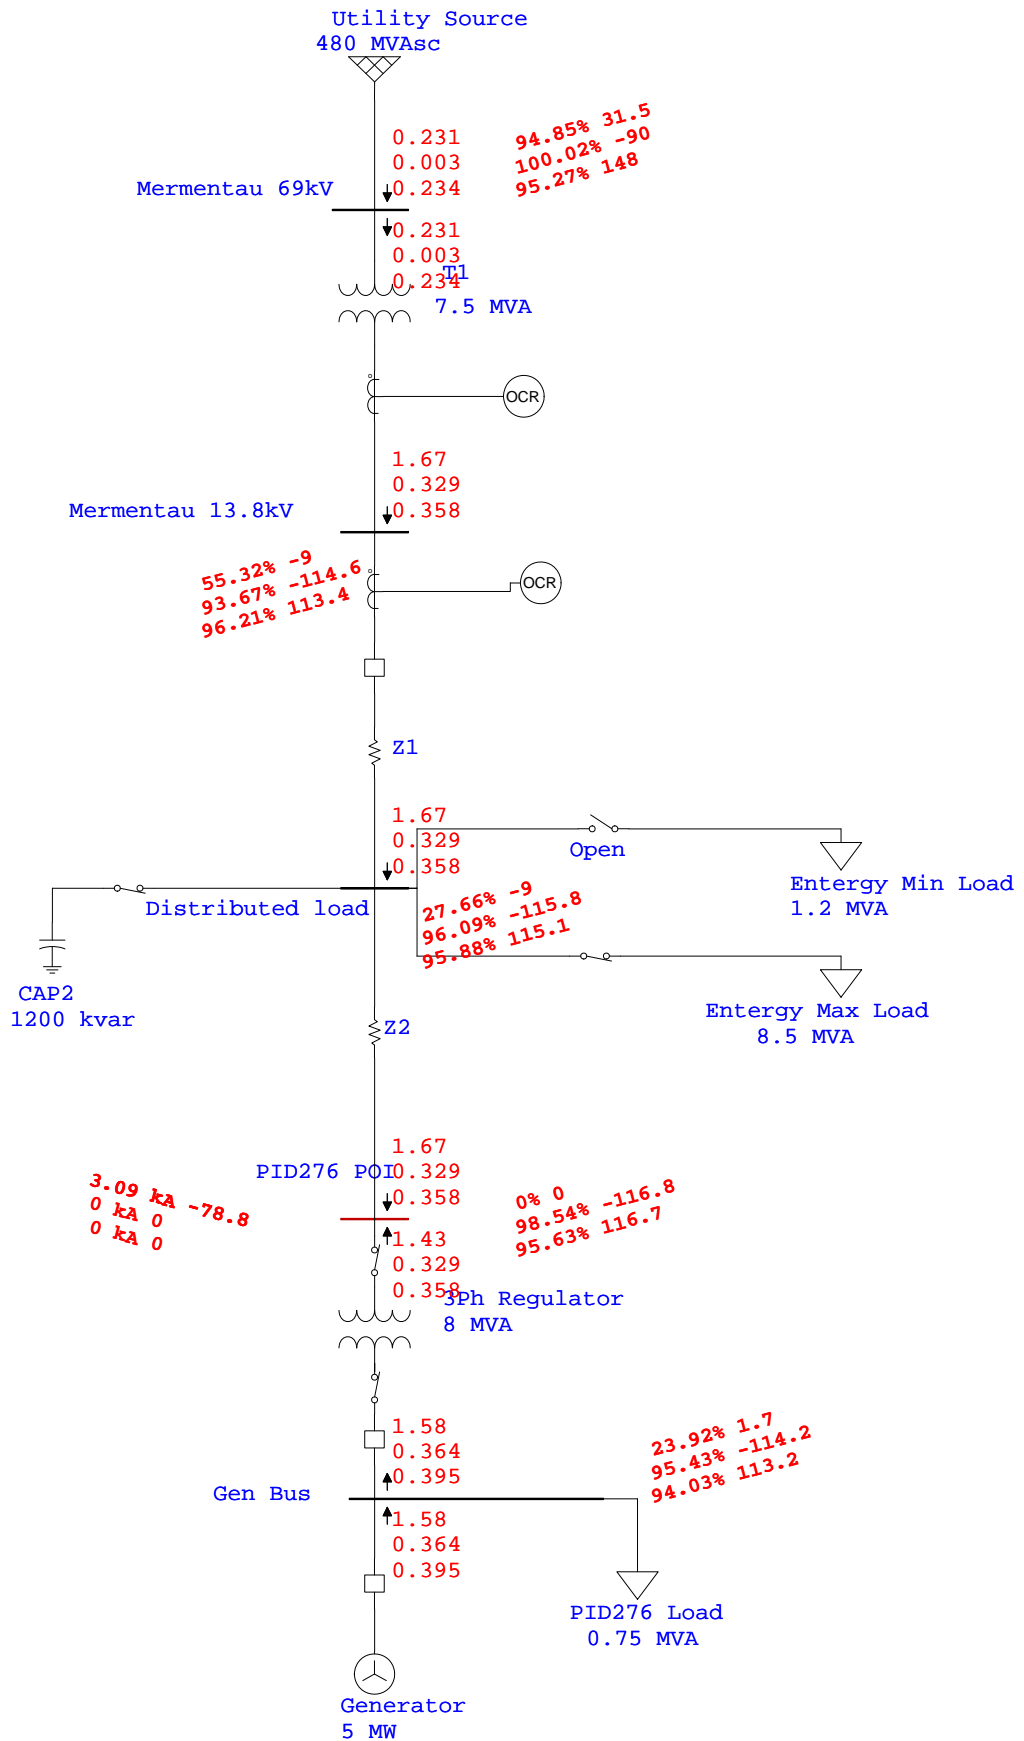 Utility Source
480 MVAsc
0.231
0.003
0.234
94.85% 31.5
100.02% -90
95.27% 148
Mermentau 69kV
0.231
0.003
0.234
T1
7.5 MVA
OCR
1.67
0.329
0.358
Mermentau 13.8kV
55.32% -9
93.67% -114.6
96.21% 113.4
OCR
Z1
1.67
0.329
0.358
Open
Entergy Min Load
1.2 MVA
Distributed load
27.66% -9
96.09% -115.8
95.88% 115.1
CAP2
1200 kvar
Entergy Max Load
8.5 MVA
Z2
1.67
0.329
0.358
PID276 POI
3.09 kA -78.8
0 kA 0
0 kA 0
0% 0
98.54% -116.8
95.63% 116.7
1.43
0.329
0.358
3Ph Regulator
8 MVA
1.58
0.364
0.395
23.92% 1.7
95.43% -114.2
94.03% 113.2
Gen Bus
1.58
0.364
0.395
PID276 Load
0.75 MVA
Generator
5 MW